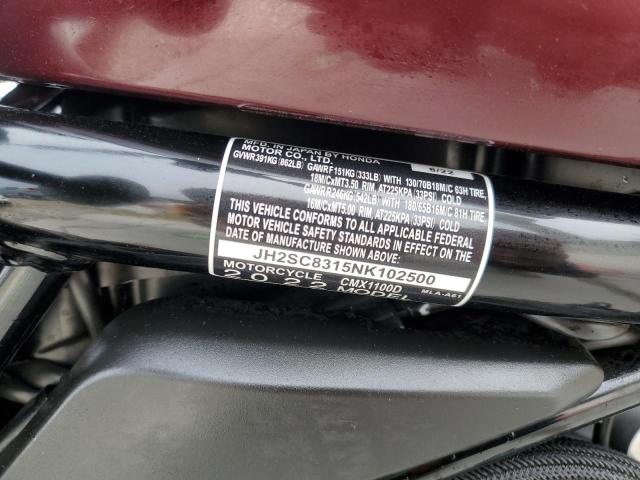 MFD. IN JAPAN BY HONDA
MOTOR CO., LTD. 6/22
GVWR391KG (862LB) GAWRF151KG (333LB) WITH 130/70B18M/C 63H TIRE,
18M/CxMT3.50 RIM, AT225KPA (33PSI) COLD
GAWRR246KG (542LB) WITH 180/65B16M/C 81H TIRE,
16M/CxMT5.00 RIM, AT225KPA (33PSI) COLD
THIS VEHICLE CONFORMS TO ALL APPLICABLE FEDERAL
MOTOR VEHICLE SAFETY STANDARDS IN EFFECT ON THE
DATE OF MANUFACTURE SHOWN ABOVE.
JH2SC8315NK102500
MOTORCYCLE CMX1100D MLA-A61
2022 MODEL